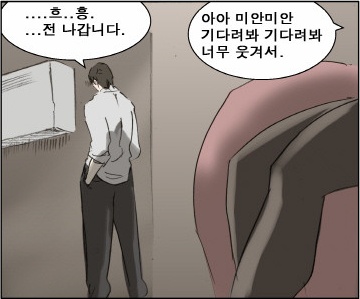 ....흐..흥.
...전 나갑니다.
아아 미안미안
기다려봐 기다려봐
너무 웃겨서.